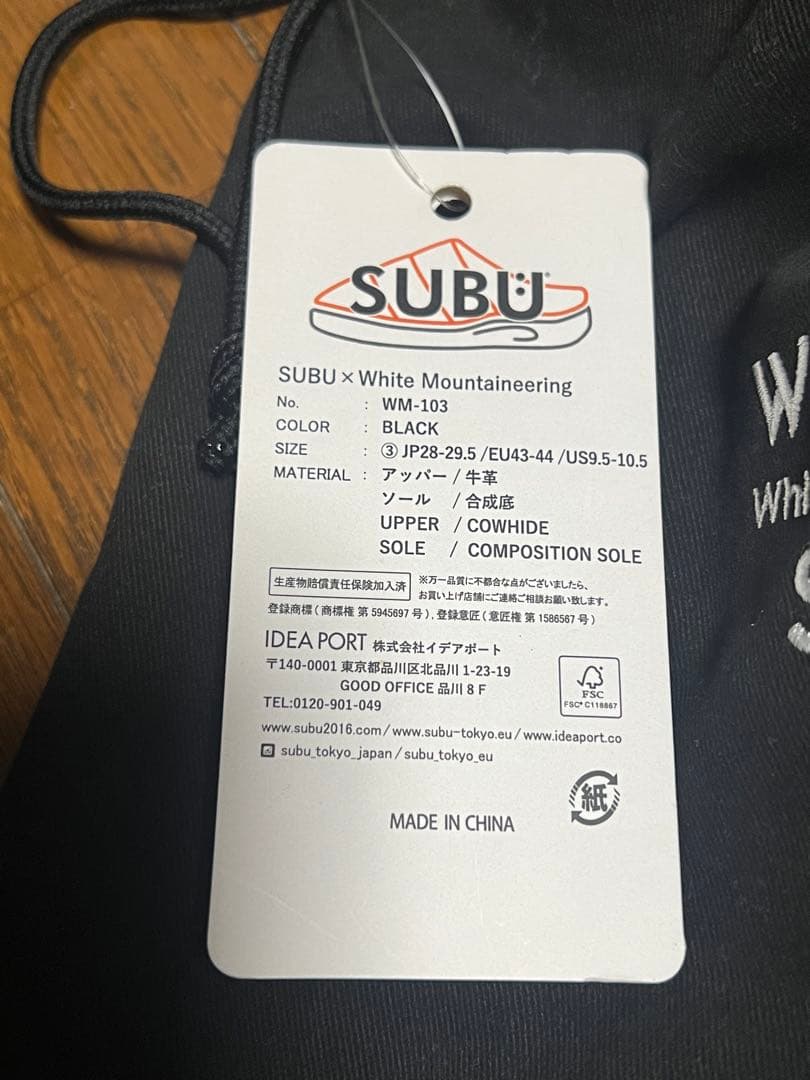 SUBU
SUBU×White Mountaineering
No. : WM-103
COLOR : BLACK
SIZE : ③ JP28-29.5 /EU43-44 /US9.5-10.5
MATERIAL : アッパー / 牛革
ソール / 合成底
UPPER / COWHIDE
SOLE / COMPOSITION SOLE
生産物賠償責任保険加入済
※万一品質に不都合な点がございましたら、
お買い上げ店舗にご連絡ご相談お願い致します。
登録商標（商標権 第 5945697 号）, 登録意匠（意匠権 第 1586567 号）
IDEA PORT 株式会社イデアポート
〒140-0001 東京都品川区北品川 1-23-19
GOOD OFFICE 品川 8 F
TEL:0120-901-049
FSC
FSC® C118867
www.subu2016.com / www.subu-tokyo.eu / www.ideaport.co
subu_tokyo_japan / subu_tokyo_eu
紙
MADE IN CHINA
W
Whi
S